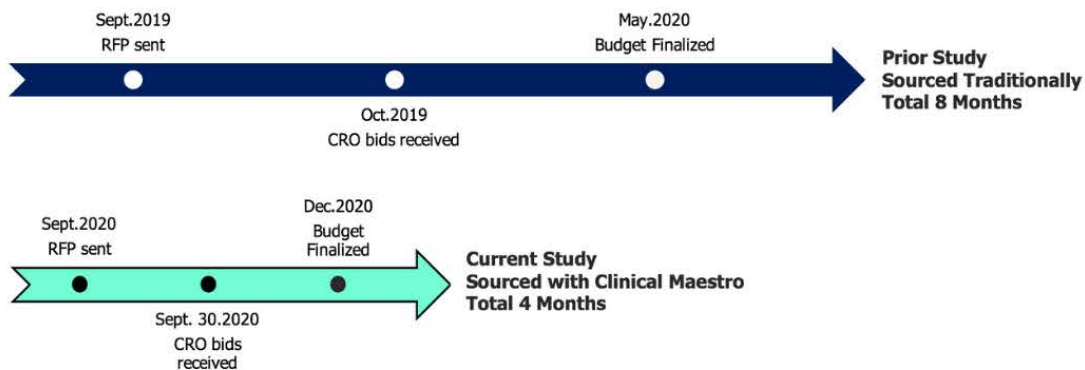 Sept.2019
RFP sent
May.2020
Budget Finalized
Prior Study
Sourced Traditionally
Total 8 Months
Oct.2019
CRO bids received
Sept.2020
RFP sent
Dec.2020
Budget
Finalized
Current Study
Sourced with Clinical Maestro
Total 4 Months
Sept. 30.2020
CRO bids
received